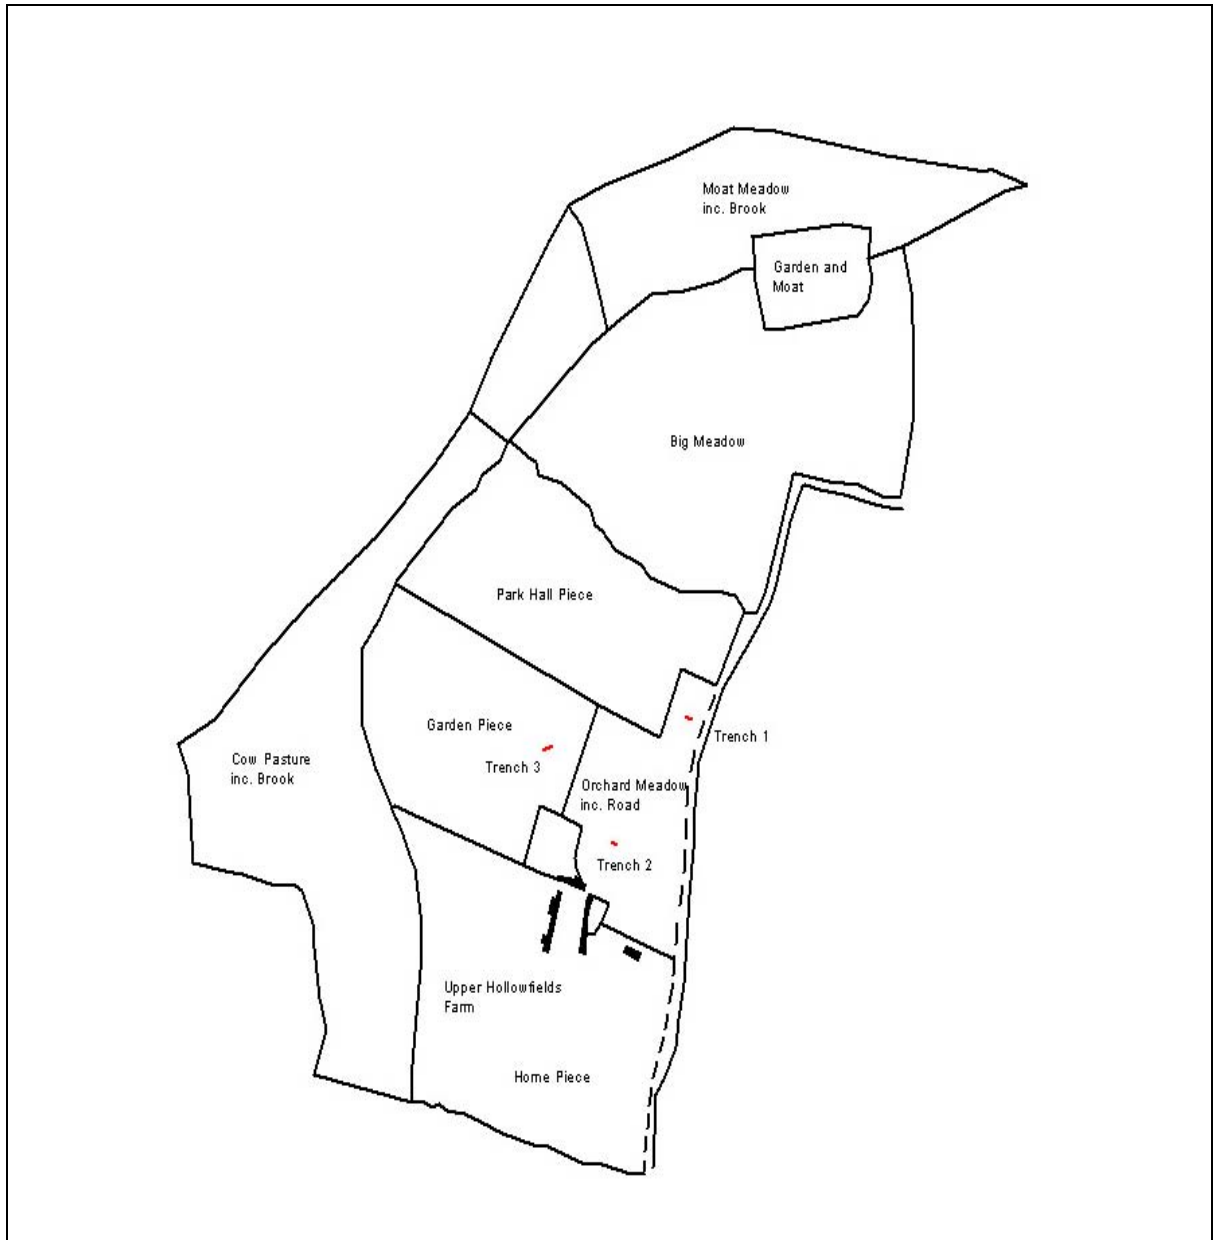 Moat Meadow
inc. Brook
Garden and
Moat
Big Meadow
Park Hall Piece
Garden Piece
Trench 1
Trench 3
Cow Pasture
inc. Brook
Orchard Meadow
inc. Road
Trench 2
Upper Hollowfields
Farm
Home Piece